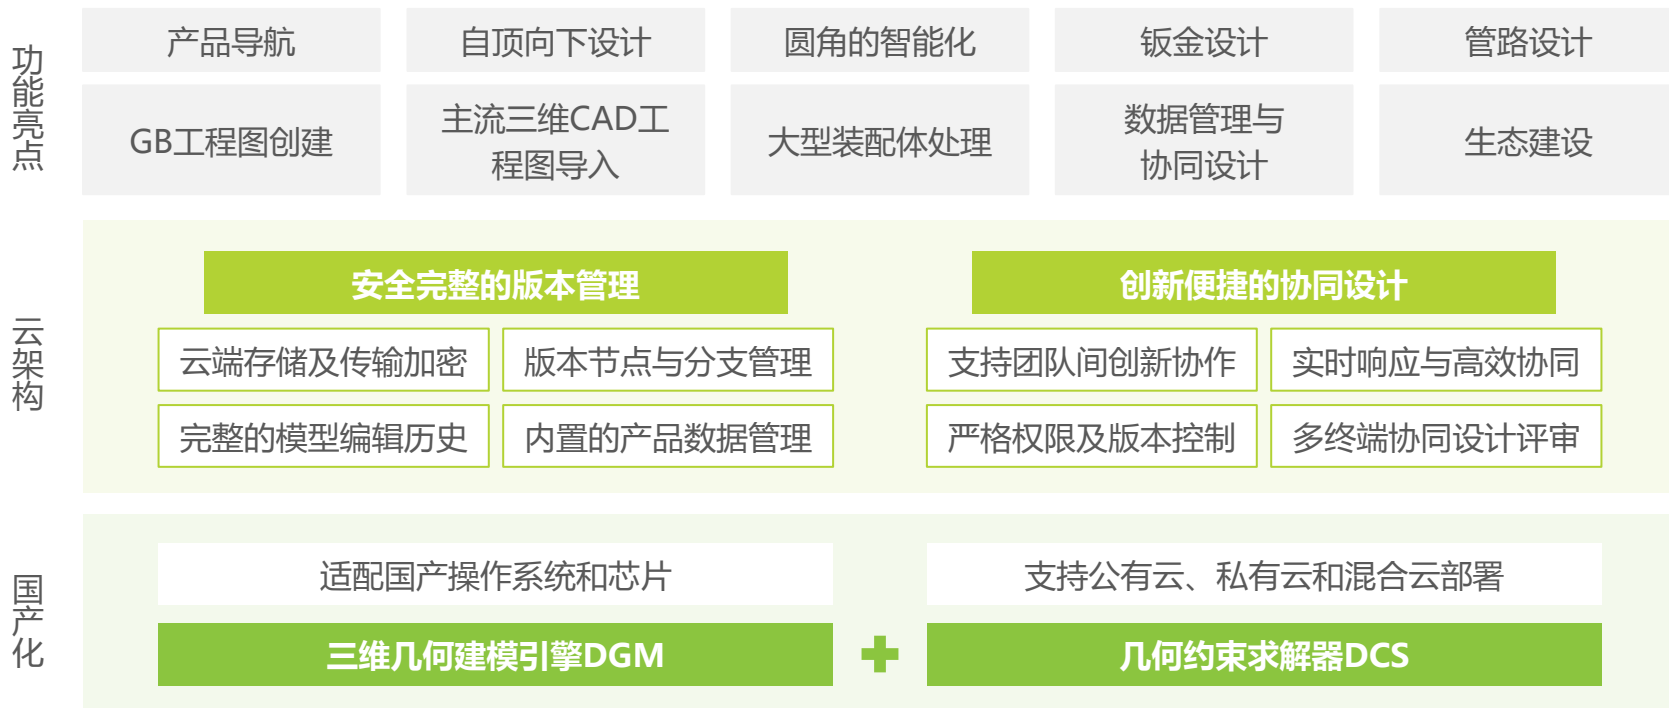 功能亮点
产品导航
自顶向下设计
圆角的智能化
钣金设计
管路设计
GB工程图创建
主流三维CAD工
程图导入
大型装配体处理
数据管理与
协同设计
生态建设
云架构
安全完整的版本管理
云端存储及传输加密
版本节点与分支管理
完整的模型编辑历史
内置的产品数据管理
创新便捷的协同设计
支持团队间创新协作
实时响应与高效协同
严格权限及版本控制
多终端协同设计评审
国产化
适配国产操作系统和芯片
支持公有云、私有云和混合云部署
三维几何建模引擎DGM
几何约束求解器DCS